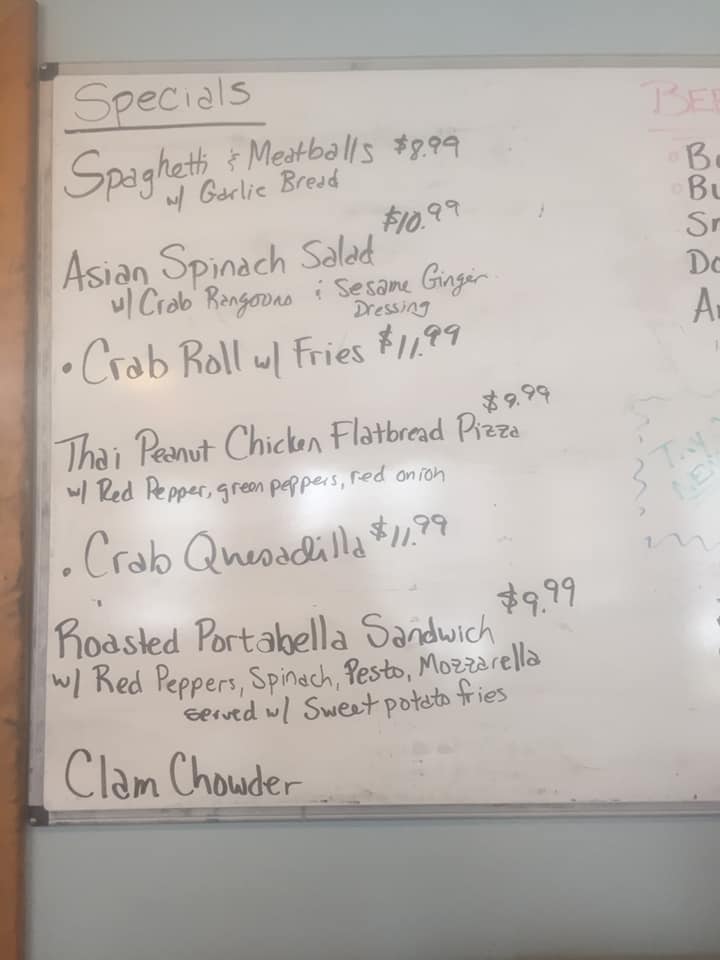 Specials
Spaghetti & Meatballs $8.99
w/ Garlic Bread
$10.99
Asian Spinach Salad
w/ Crab Rangoons & Sesame Ginger
Dressing
• Crab Roll w/ Fries $11.99
$9.99
Thai Peanut Chicken Flatbread Pizza
w/ Red Pepper, green peppers, red onion
• Crab Quesadilla $11.99
$9.99
Roasted Portabella Sandwich
w/ Red Peppers, Spinach, Pesto, Mozzarella
served w/ Sweet potato fries
Clam Chowder